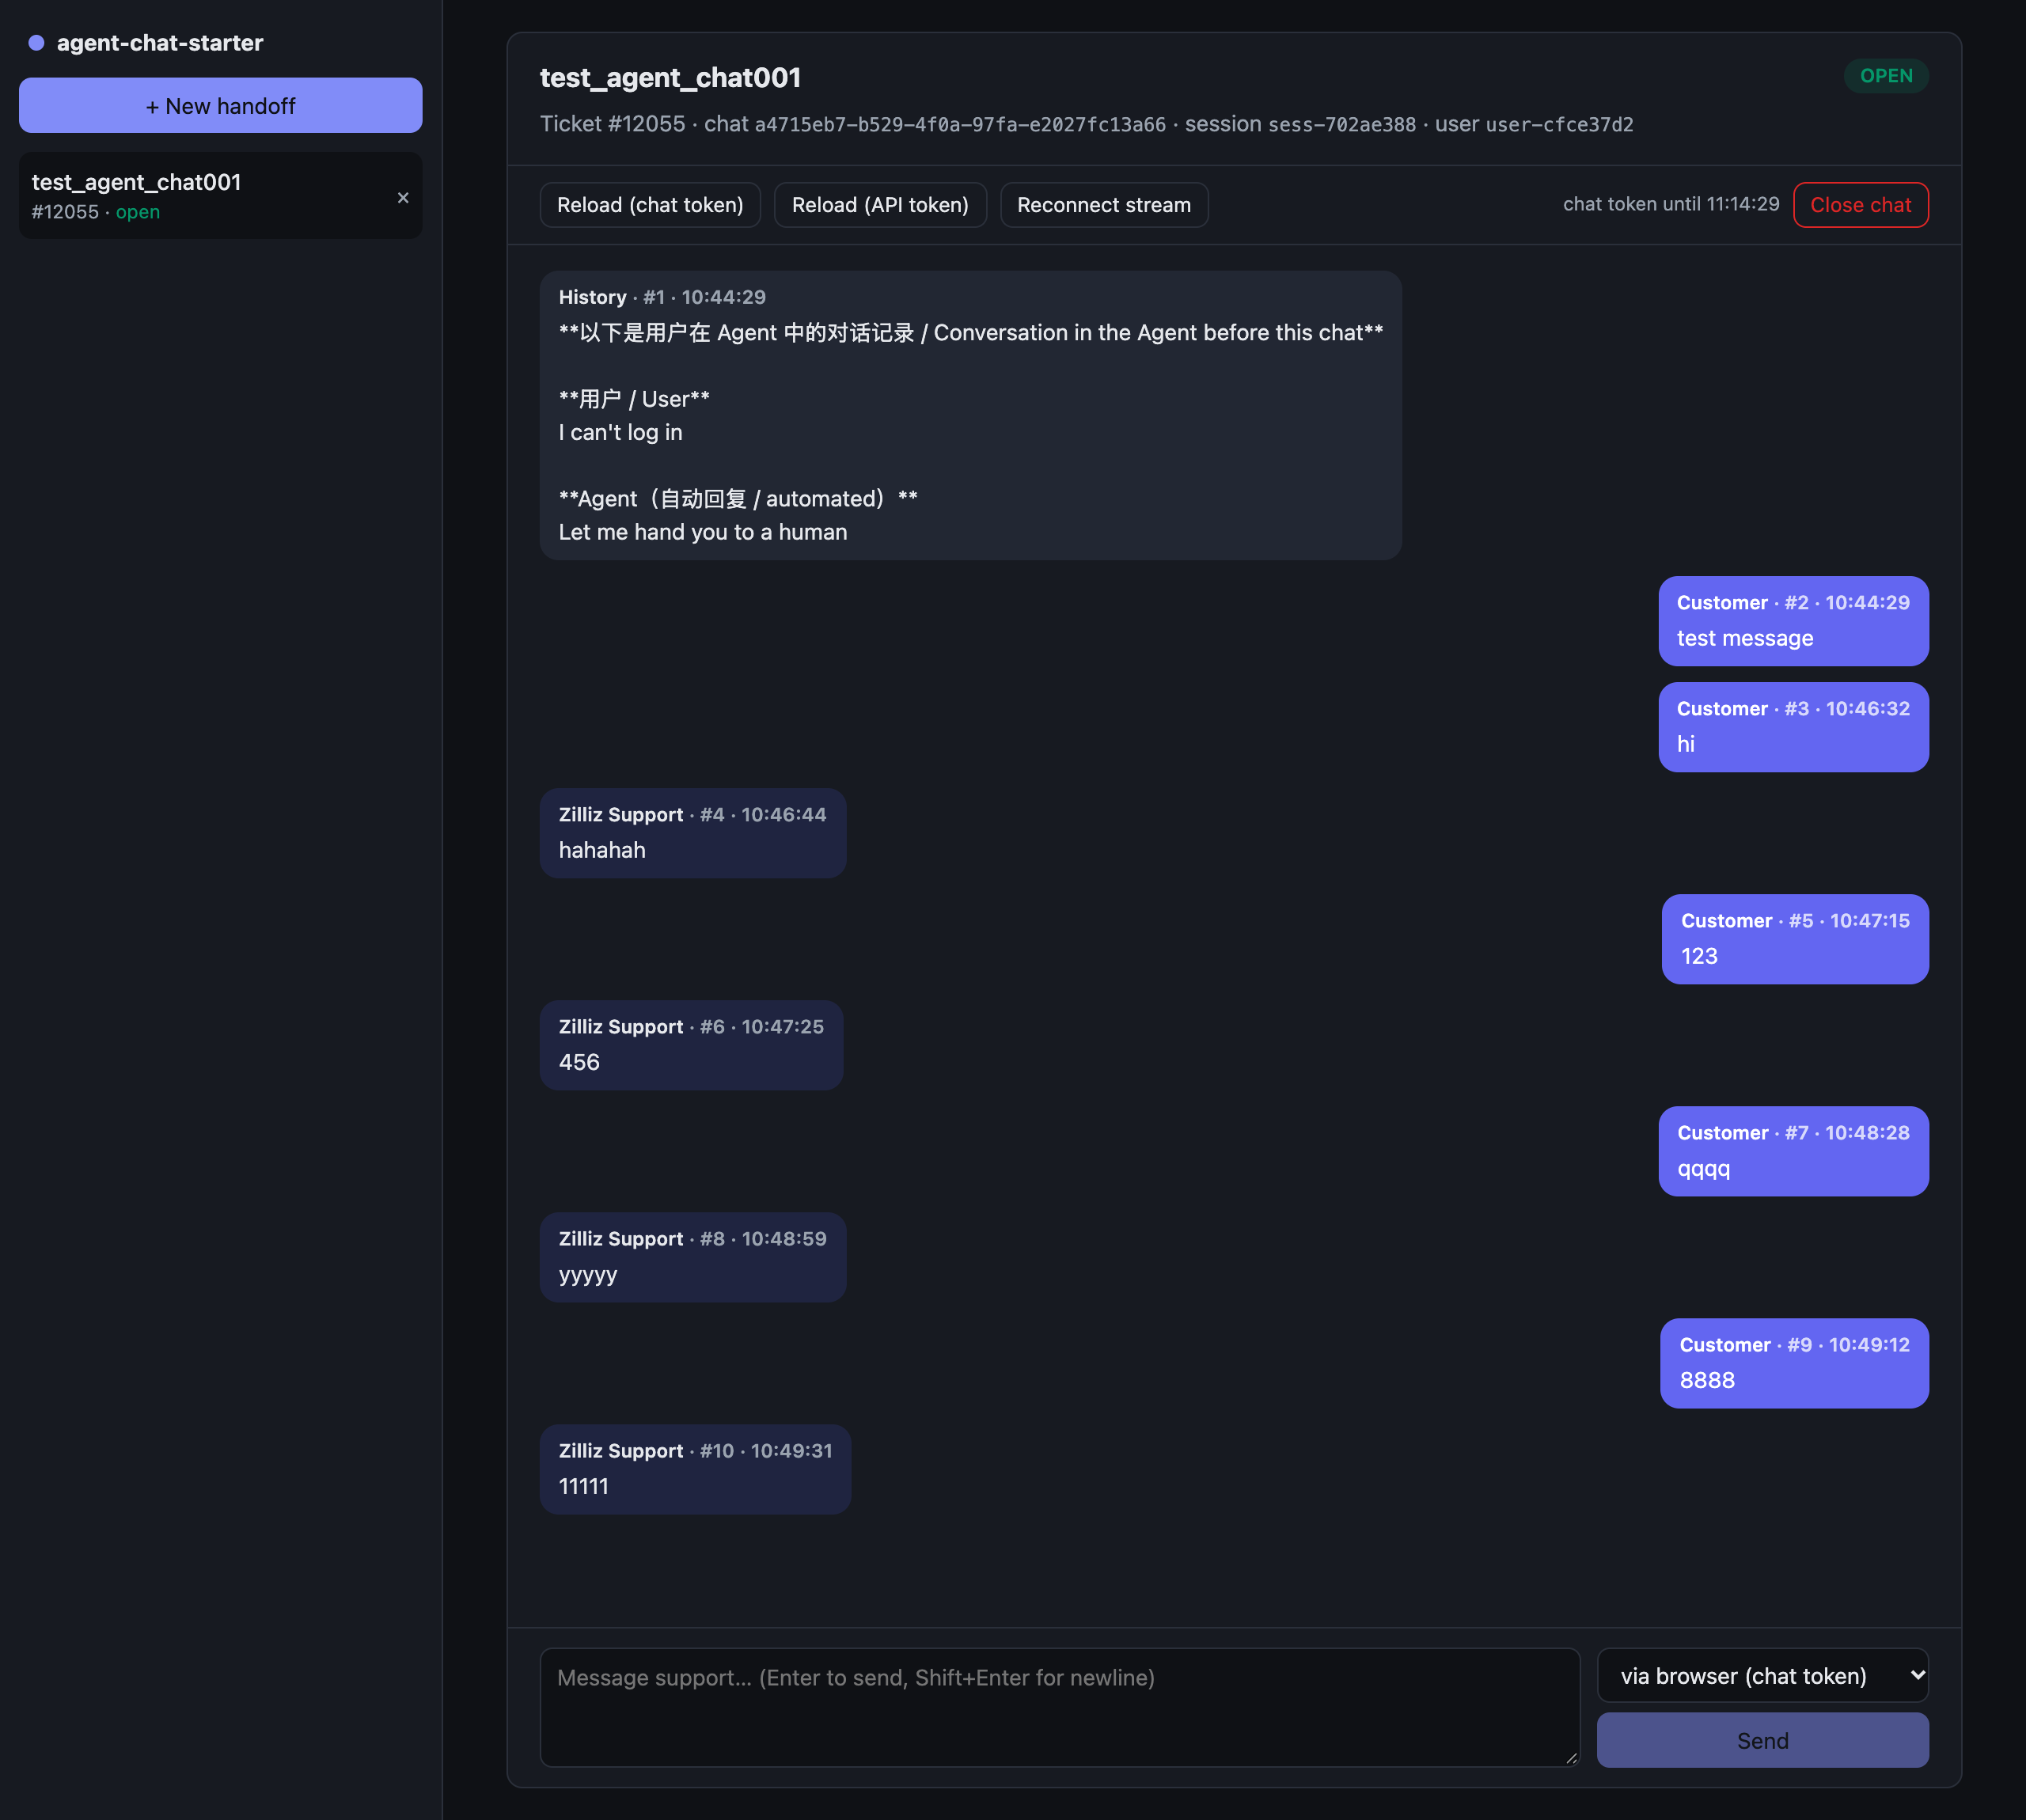 agent-chat-starter
+ New handoff
test_agent_chat001
#12055 · open
×
test_agent_chat001
OPEN
Ticket #12055 · chat a4715eb7-b529-4f0a-97fa-e2027fc13a66 · session sess-702ae388 · user user-cfce37d2
Reload (chat token)
Reload (API token)
Reconnect stream
chat token until 11:14:29
Close chat
History · #1 · 10:44:29
**以下是用户在 Agent 中的对话记录 / Conversation in the Agent before this chat**
**用户 / User**
I can't log in
**Agent（自动回复 / automated）**
Let me hand you to a human
Customer · #2 · 10:44:29
test message
Customer · #3 · 10:46:32
hi
Zilliz Support · #4 · 10:46:44
hahahah
Customer · #5 · 10:47:15
123
Zilliz Support · #6 · 10:47:25
456
Customer · #7 · 10:48:28
qqqq
Zilliz Support · #8 · 10:48:59
yyyyy
Customer · #9 · 10:49:12
8888
Zilliz Support · #10 · 10:49:31
11111
Message support... (Enter to send, Shift+Enter for newline)
via browser (chat token)
Send